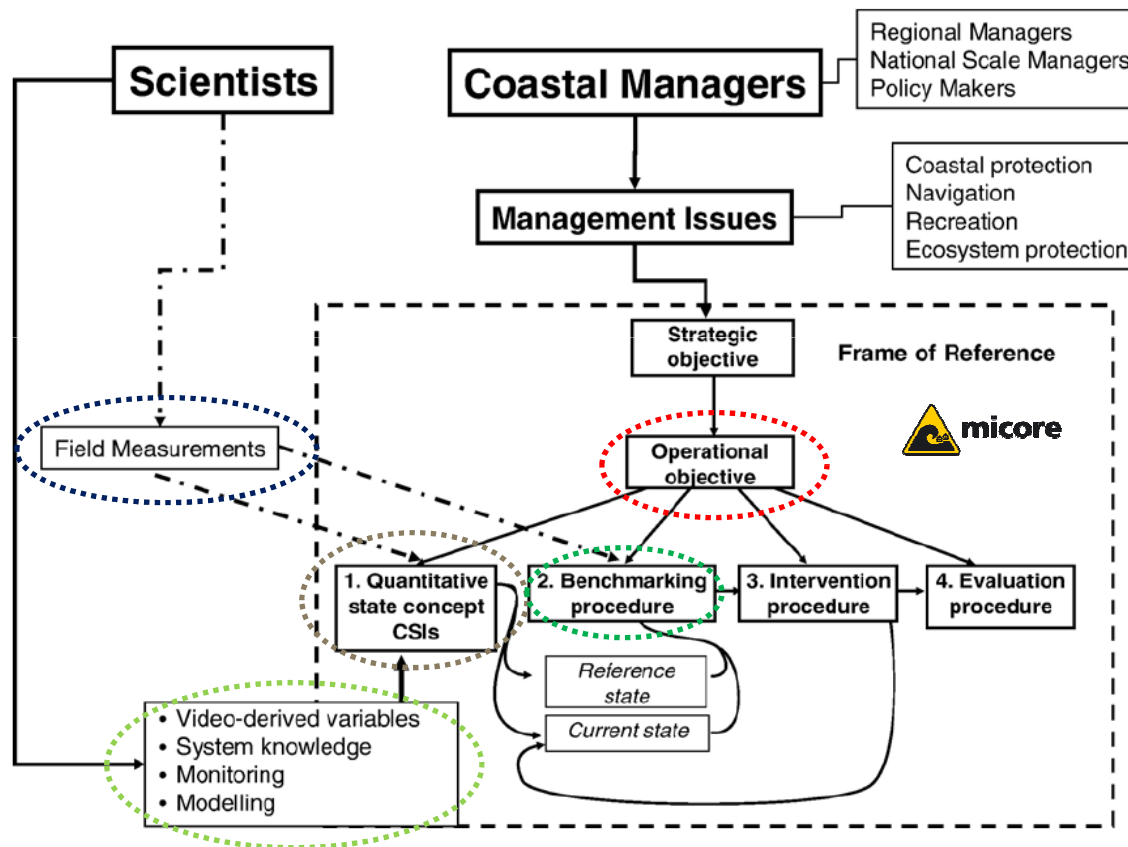 Scientists
Coastal Managers
Regional Managers
National Scale Managers
Policy Makers
Management Issues
Coastal protection
Navigation
Recreation
Ecosystem protection
Strategic
objective
Frame of Reference
micore
Field Measurements
Operational
objective
1. Quantitative
state concept
CSIs
2. Benchmarking
procedure
3. Intervention
procedure
4. Evaluation
procedure
Reference
state
Current state
• Video-derived variables
• System knowledge
• Monitoring
• Modelling